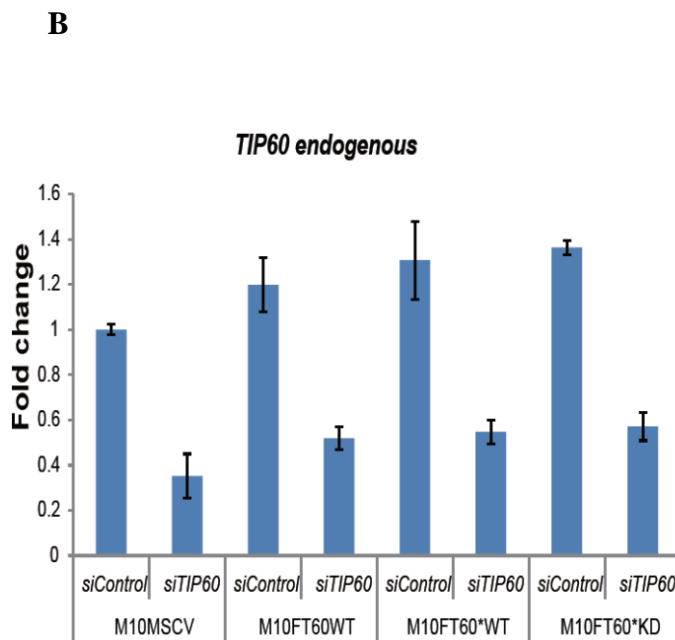 B
TIP60 endogenous
Fold change
1.6
1.4
1.2
1
0.8
0.6
0.4
0.2
0
siControl siTIP60 siControl siTIP60 siControl siTIP60 siControl siTIP60
M10MSCV M10FT60WT M10FT60*WT M10FT60*KD